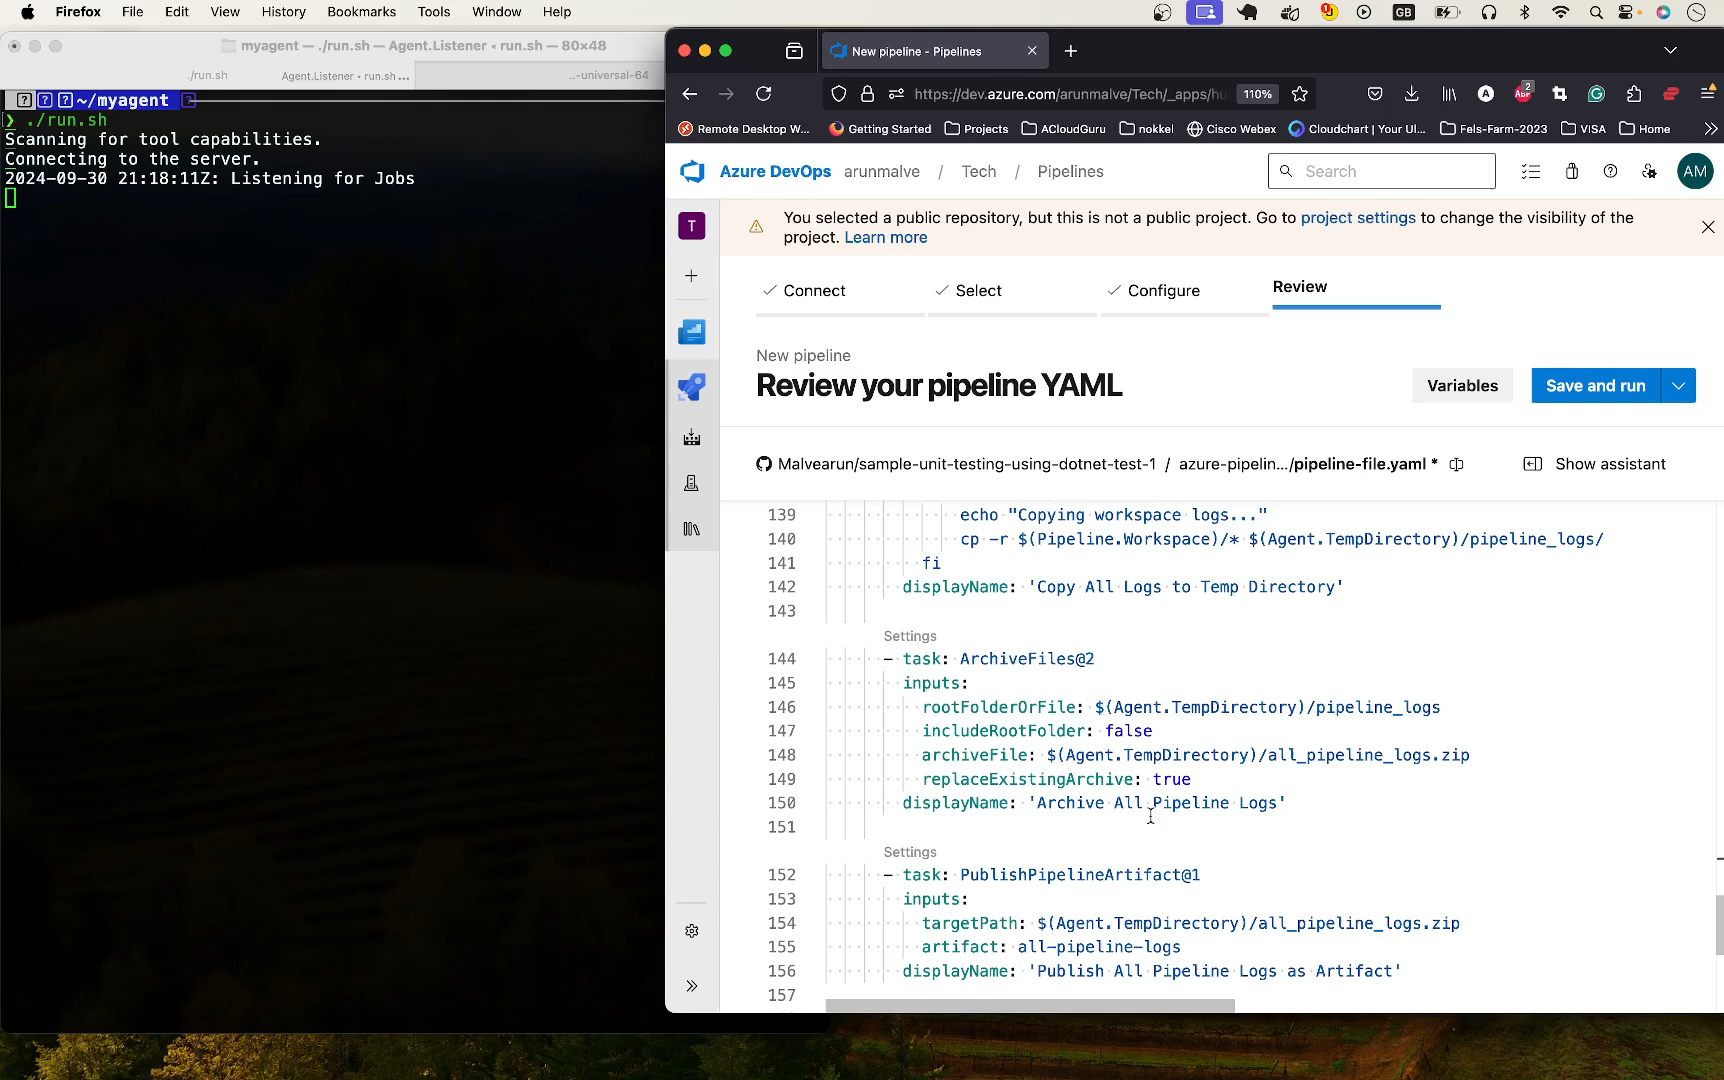 Firefox File Edit View History Bookmarks Tools Window Help
GB
myagent — ./run.sh — Agent.Listener ◂ run.sh — 80×48
./run.sh Agent.Listener ◂ run.sh ... ..-universal-64
~/myagent
❯ ./run.sh
Scanning for tool capabilities.
Connecting to the server.
2024-09-30 21:18:11Z: Listening for Jobs
New pipeline - Pipelines
https://dev.azure.com/arunmalve/Tech/_apps/hu 110%
Remote Desktop W... Getting Started Projects ACloudGuru nokkel Cisco Webex Cloudchart | Your UI... Fels-Farm-2023 VISA Home
Azure DevOps arunmalve / Tech / Pipelines Search AM
T
You selected a public repository, but this is not a public project. Go to project settings to change the visibility of the
project. Learn more
Connect Select Configure Review
New pipeline
Review your pipeline YAML
Variables Save and run
Malvearun/sample-unit-testing-using-dotnet-test-1 / azure-pipelin.../pipeline-file.yaml * Show assistant
139 echo "Copying workspace logs..."
140 cp -r $(Pipeline.Workspace)/* $(Agent.TempDirectory)/pipeline_logs/
141 fi
142 displayName: 'Copy All Logs to Temp Directory'
143
Settings
144 - task: ArchiveFiles@2
145 inputs:
146 rootFolderOrFile: $(Agent.TempDirectory)/pipeline_logs
147 includeRootFolder: false
148 archiveFile: $(Agent.TempDirectory)/all_pipeline_logs.zip
149 replaceExistingArchive: true
150 displayName: 'Archive All Pipeline Logs'
151
Settings
152 - task: PublishPipelineArtifact@1
153 inputs:
154 targetPath: $(Agent.TempDirectory)/all_pipeline_logs.zip
155 artifact: all-pipeline-logs
156 displayName: 'Publish All Pipeline Logs as Artifact'
157